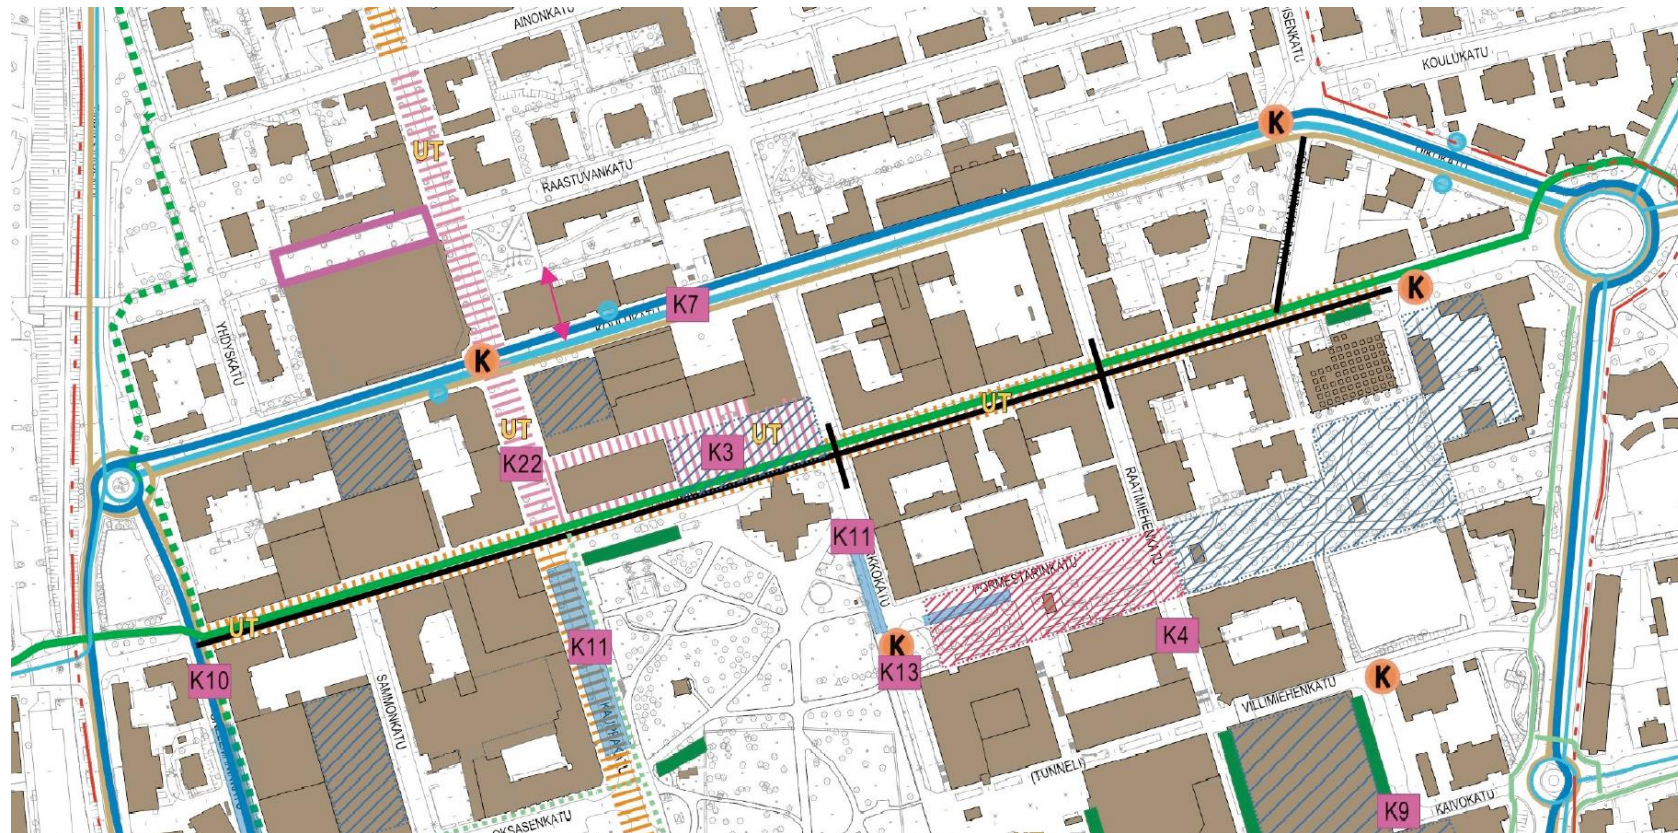 AINONKATU
KOULUKATU
UT
RAASTUVANKATU
K
K7
KOULUKATU
K
YHDYSKATU
K
UT
UT
K3
UT
K22
RAATIMIEHENKATU
K11
PORMESTARINKATU
UT
K11
K4
K
K13
K10
K
SAMMONKATU
VILLIMIEHENKATU
(TUNNELI)
K9
KAIVOKATU